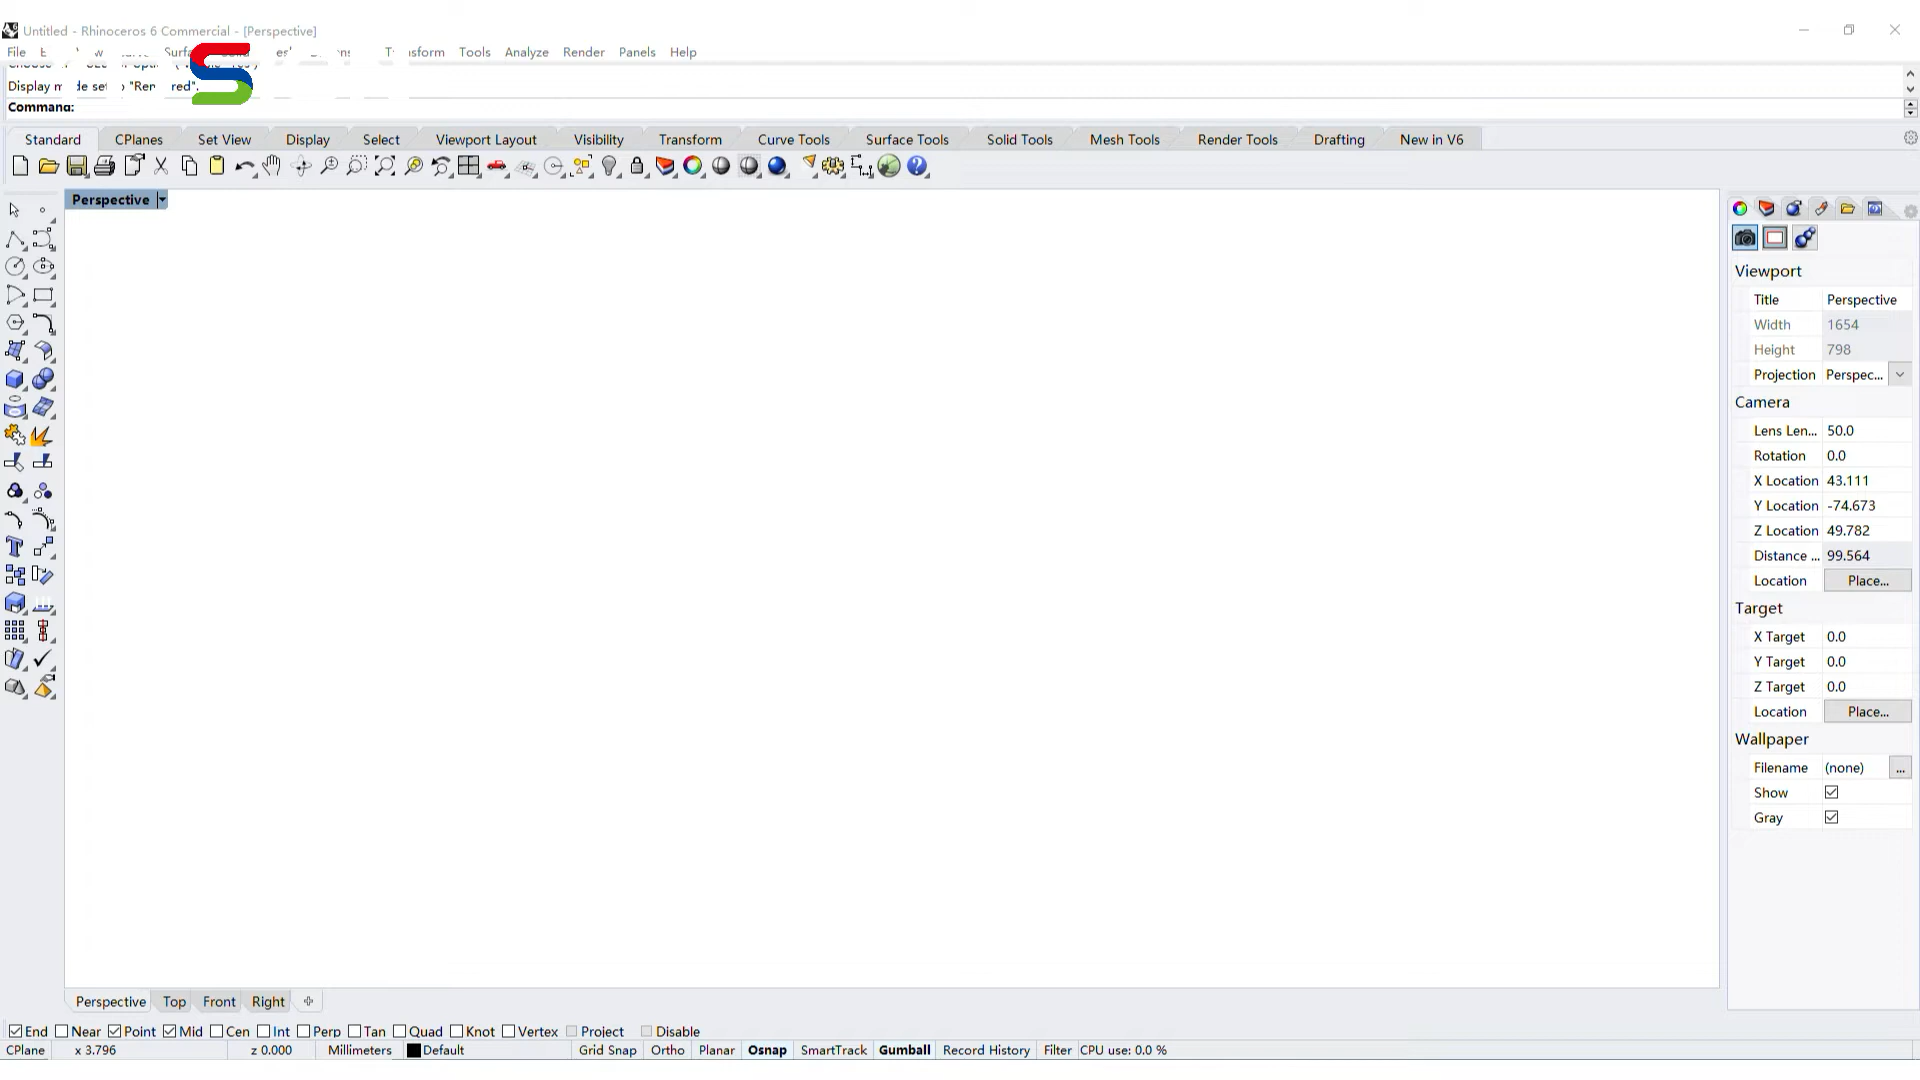 Untitled - Rhinoceros 6 Commercial - [Perspective]
File Tools Analyze Render Panels Help
Display
Command:
Standard CPlanes Set View Display Select Viewport Layout Visibility Transform Curve Tools Surface Tools Solid Tools Mesh Tools Render Tools Drafting New in V6
Perspective
Viewport
Title Perspective
Width 1654
Height 798
Projection Perspec...
Camera
Lens Len... 50.0
Rotation 0.0
X Location 43.111
Y Location -74.673
Z Location 49.782
Distance ... 99.564
Location Place...
Target
X Target 0.0
Y Target 0.0
Z Target 0.0
Location Place...
Wallpaper
Filename (none) ...
Show
Gray
Perspective Top Front Right
End Near Point Mid Cen Int Perp Tan Quad Knot Vertex Project Disable
CPlane x 3.796 z 0.000 Millimeters Default Grid Snap Ortho Planar Osnap SmartTrack Gumball Record History Filter CPU use: 0.0 %